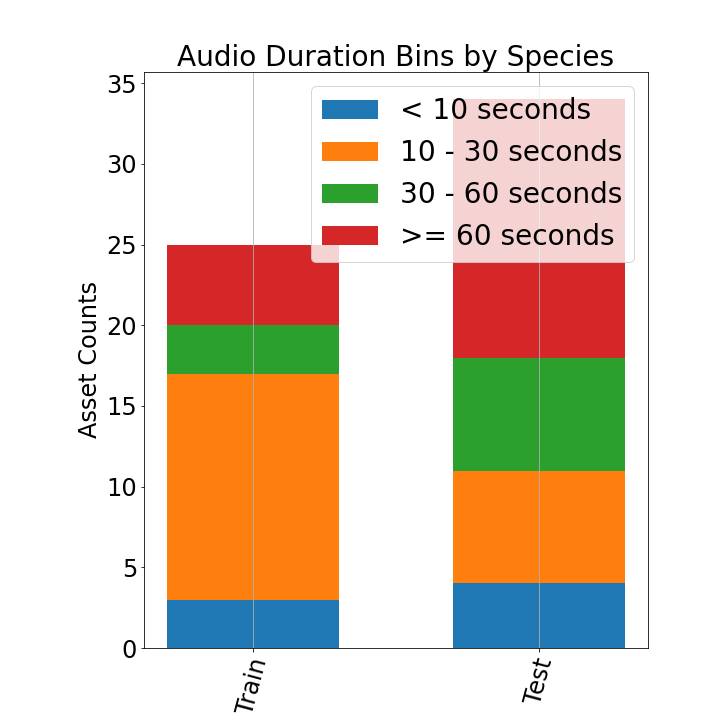 Audio Duration Bins by Species
35
30
25
20
15
10
5
0
Asset Counts
< 10 seconds
10 - 30 seconds
30 - 60 seconds
>= 60 seconds
Train
Test